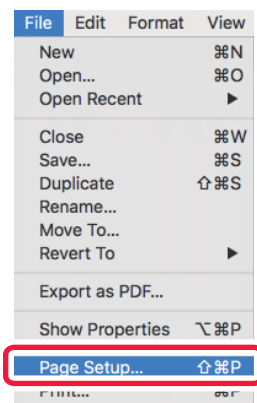 File Edit Format View
New ⌘N
Open... ⌘O
Open Recent ▶
Close ⌘W
Save... ⌘S
Duplicate ⇧⌘S
Rename...
Move To...
Revert To ▶
Export as PDF...
Show Properties ⌥⌘P
Page Setup... ⇧⌘P
Print... ⌘P